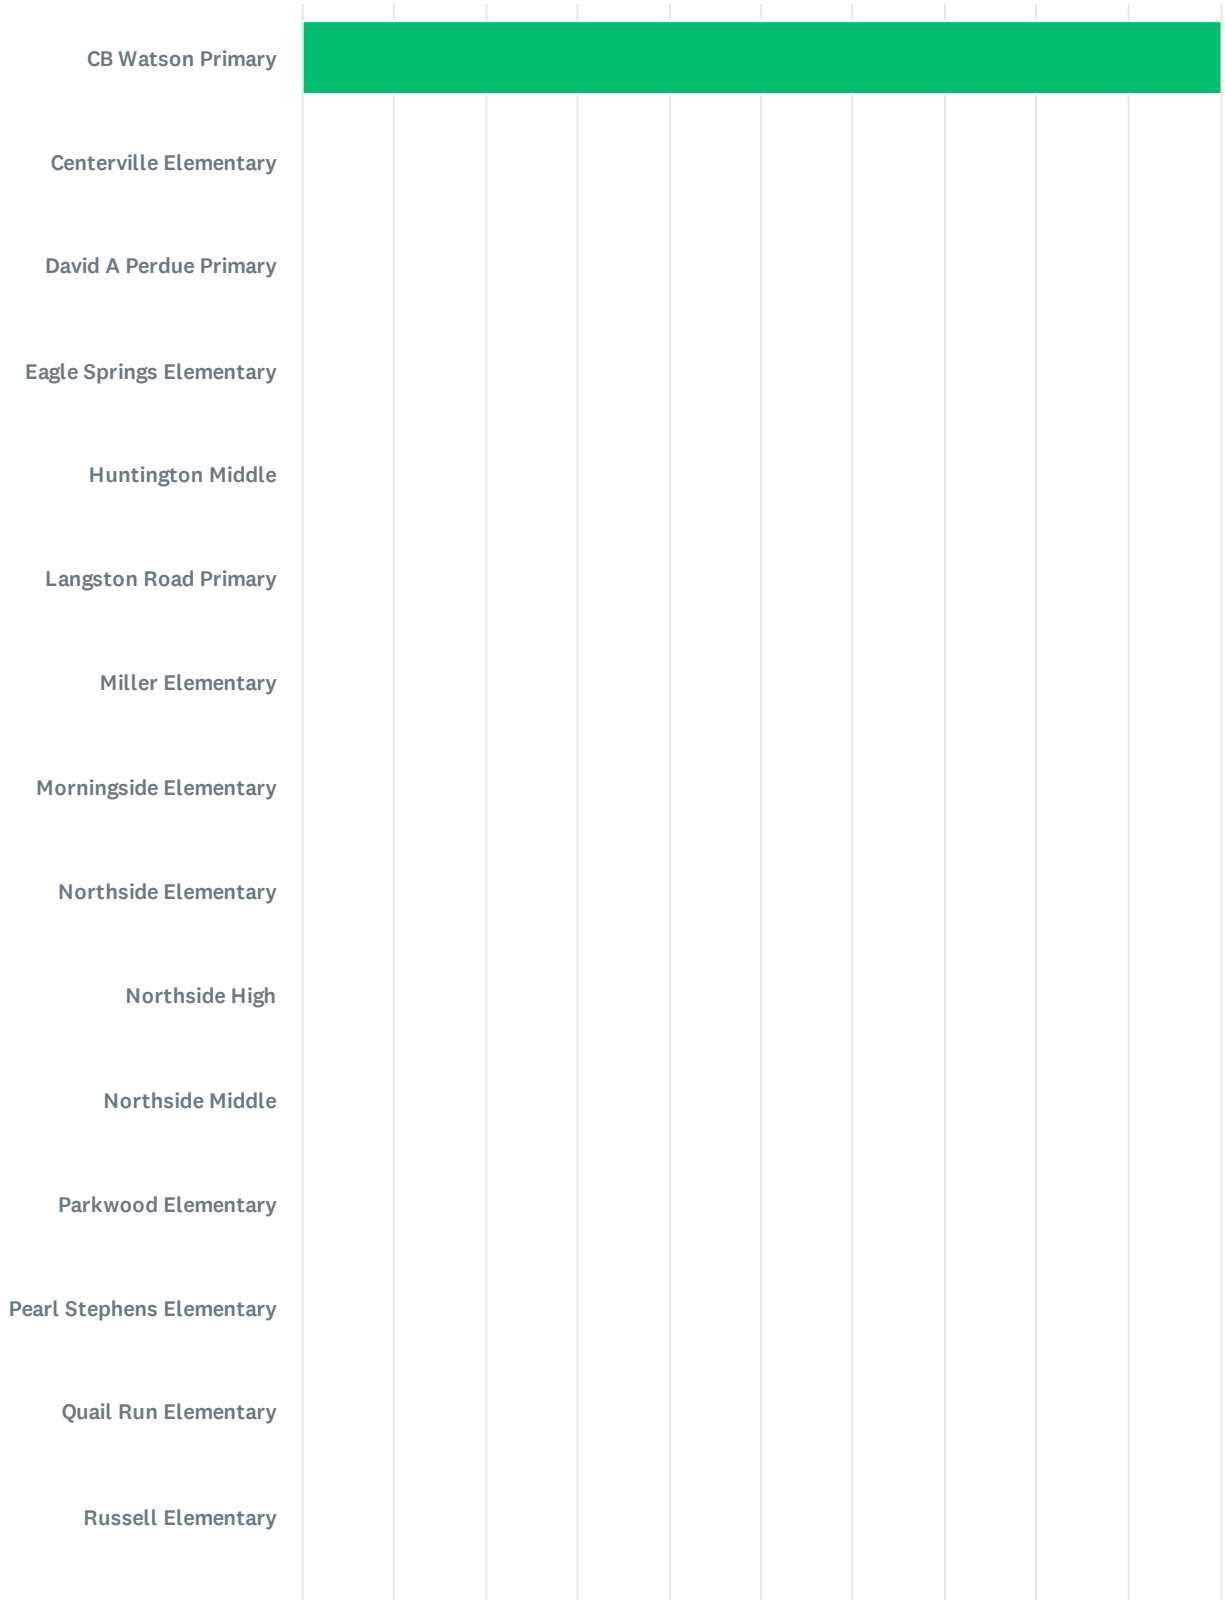 CB Watson Primary
Centerville Elementary
David A Perdue Primary
Eagle Springs Elementary
Huntington Middle
Langston Road Primary
Miller Elementary
Morningside Elementary
Northside Elementary
Northside High
Northside Middle
Parkwood Elementary
Pearl Stephens Elementary
Quail Run Elementary
Russell Elementary